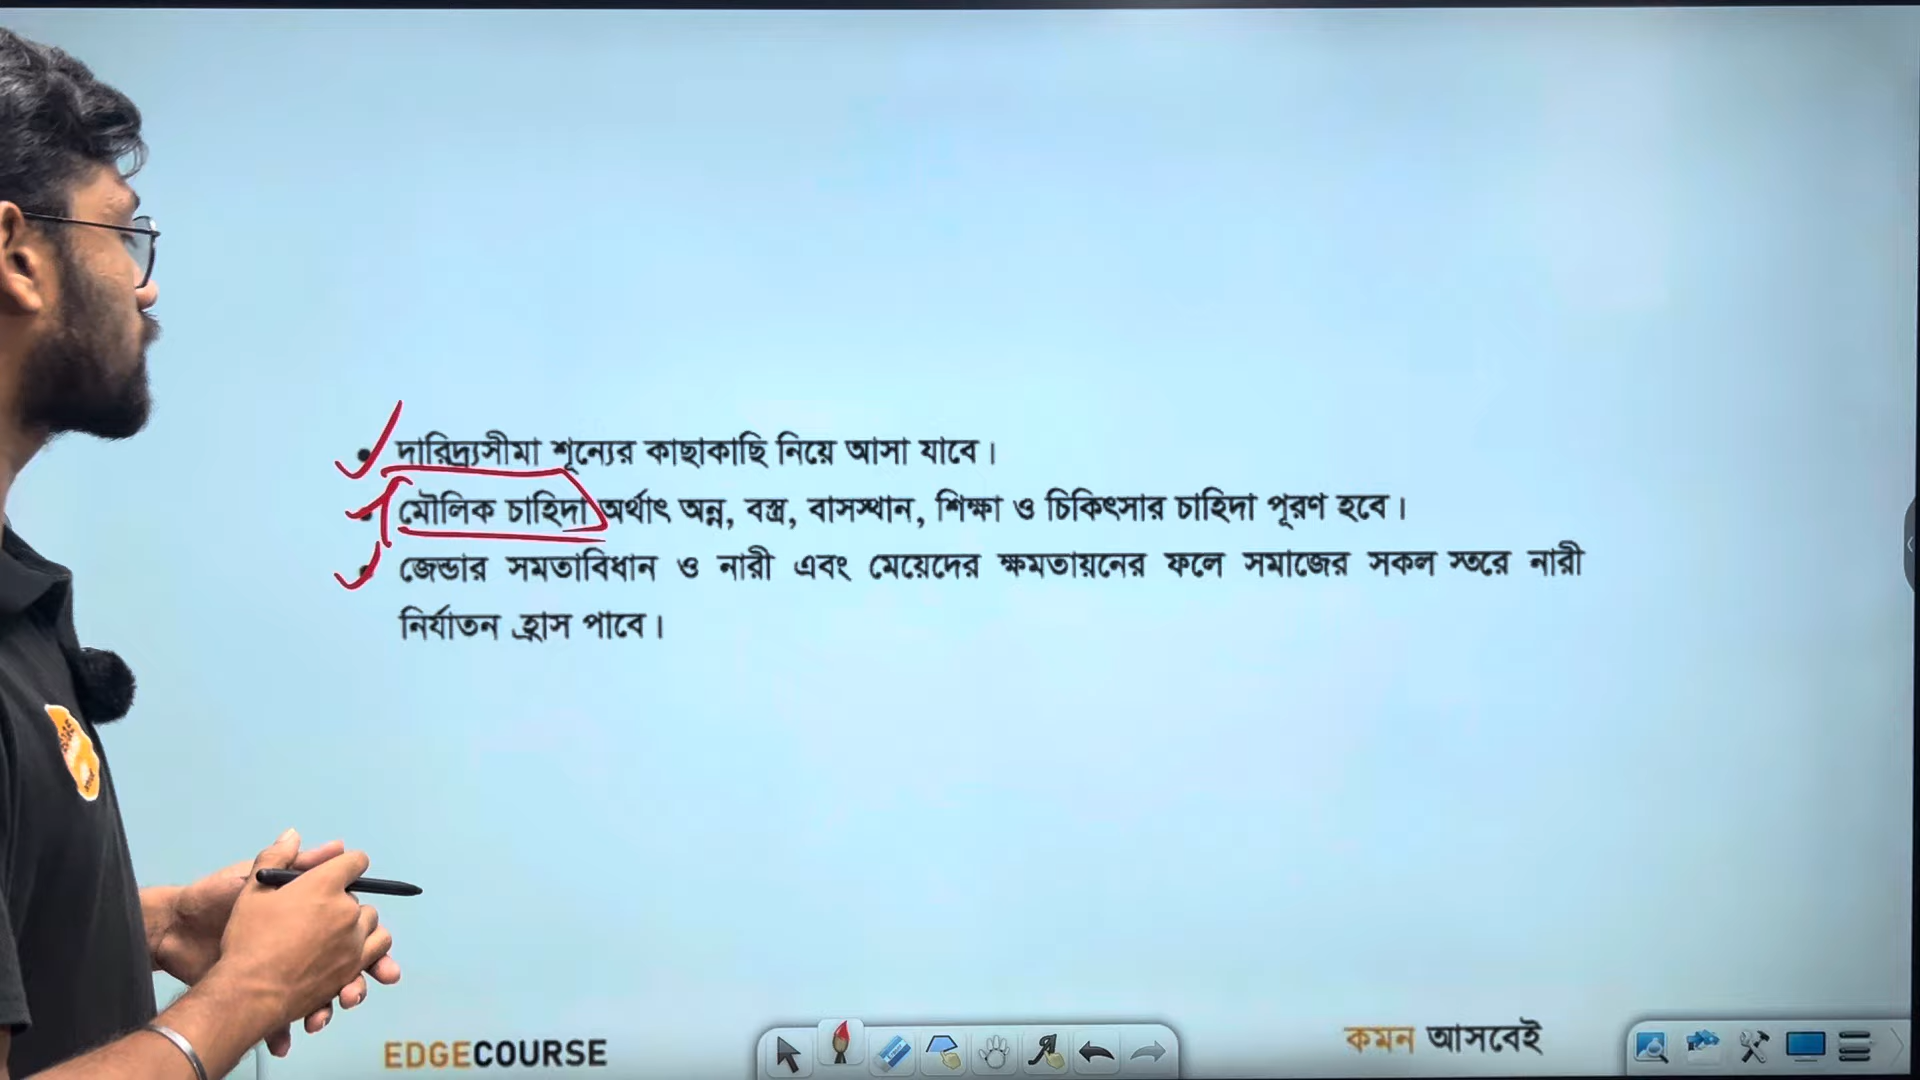 • দারিদ্র্যসীমা শূন্যের কাছাকাছি নিয়ে আসা যাবে।
• মৌলিক চাহিদা অর্থাৎ অন্ন, বস্ত্র, বাসস্থান, শিক্ষা ও চিকিৎসার চাহিদা পূরণ হবে।
• জেন্ডার সমতাবিধান ও নারী এবং মেয়েদের ক্ষমতায়নের ফলে সমাজের সকল স্তরে নারী
নির্যাতন হ্রাস পাবে।
EDGECOURSE
কমন আসবেই